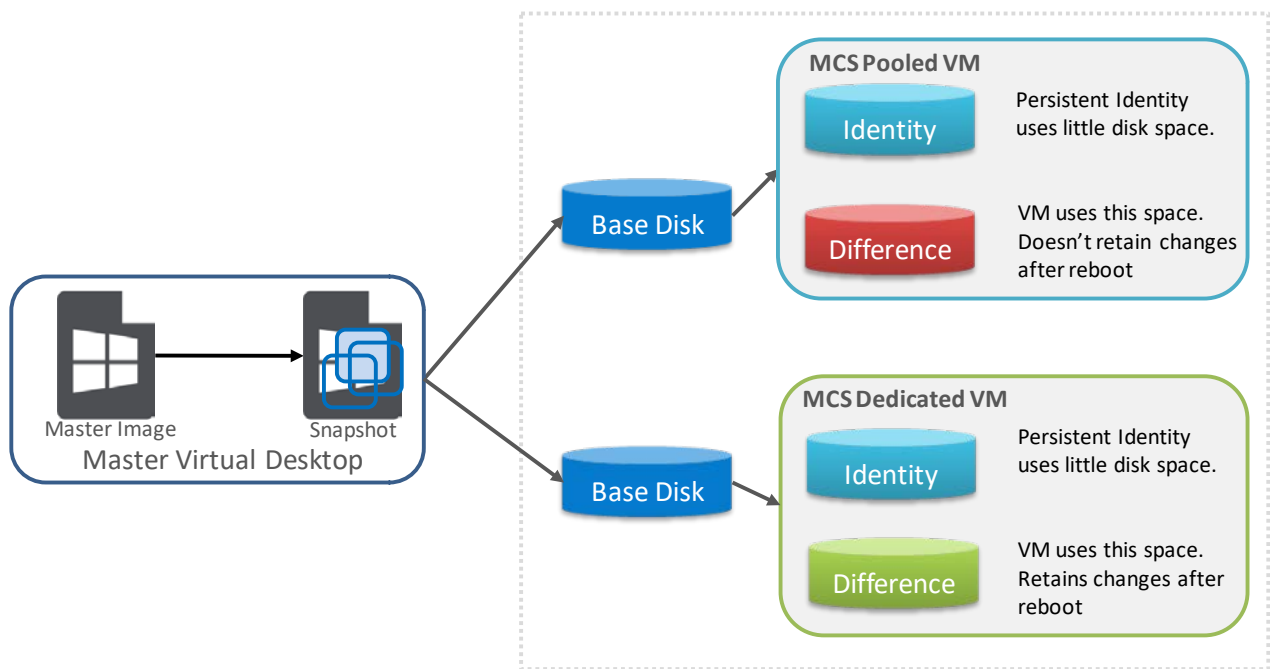 Master Image
Snapshot
Master Virtual Desktop
Base Disk
MCS Pooled VM
Identity
Persistent Identity
uses little disk space.
Difference
VM uses this space.
Doesn’t retain changes
after reboot
Base Disk
MCS Dedicated VM
Identity
Persistent Identity
uses little disk space.
Difference
VM uses this space.
Retains changes after
reboot